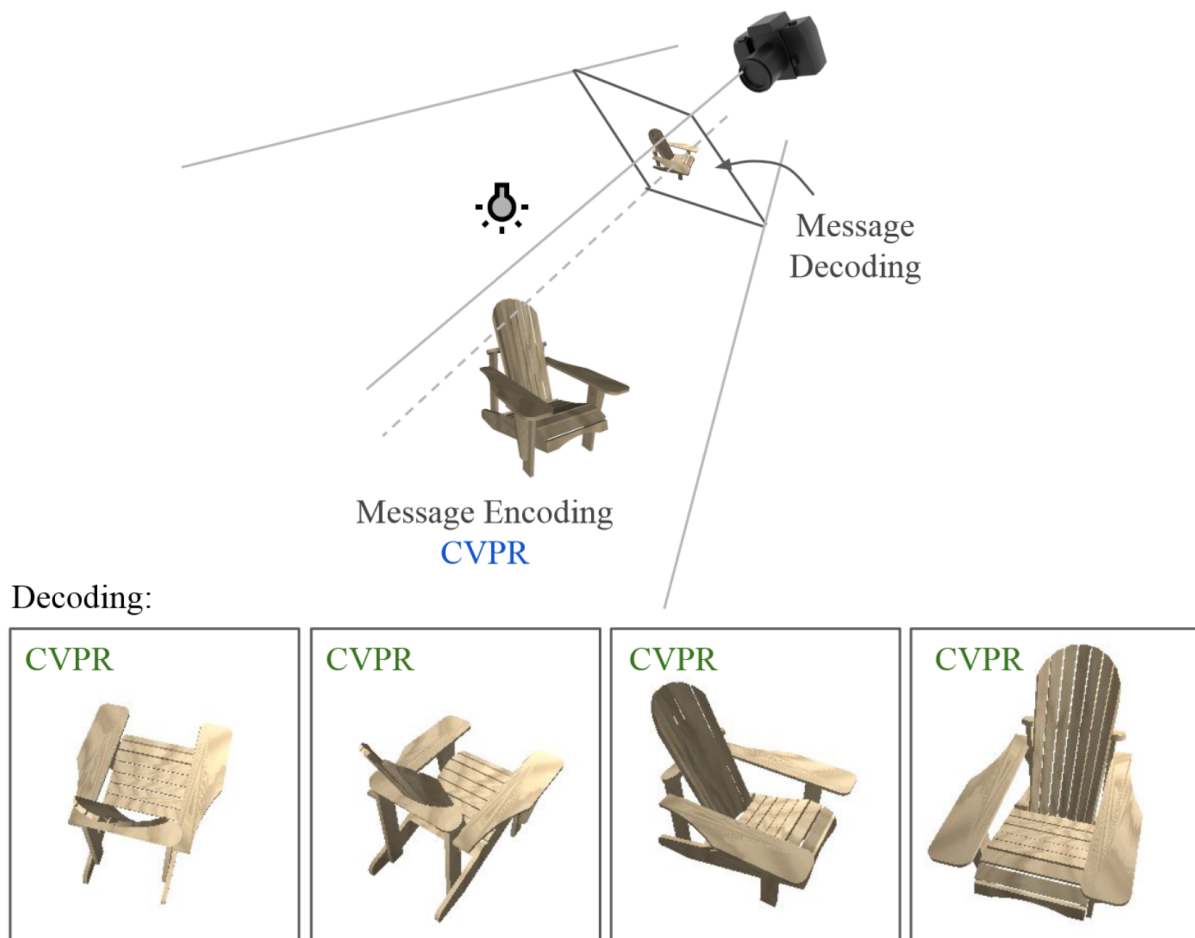 Message
Decoding
Message Encoding
CVPR
Decoding:
CVPR
CVPR
CVPR
CVPR